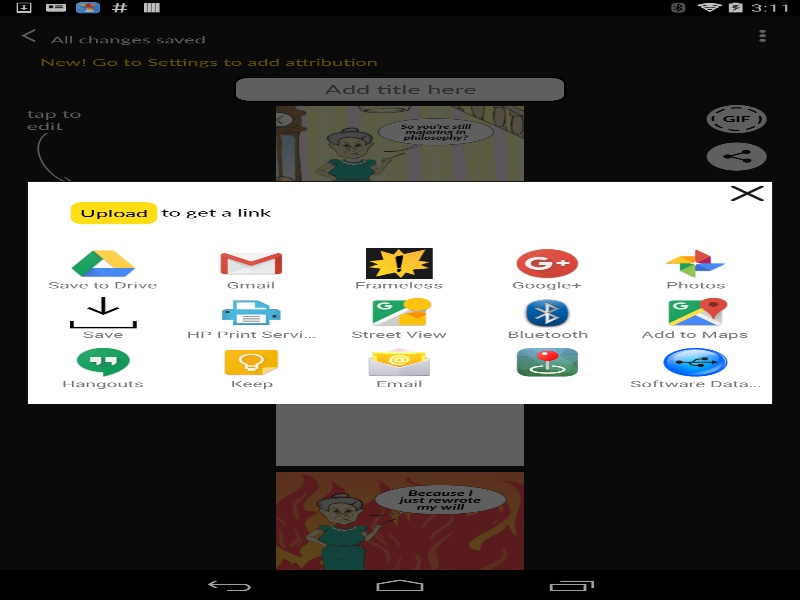 3:11
All changes saved
New! Go to Settings to add attribution
Add title here
tap to
edit
GIF
So you're still
majoring in
philosophy?
Upload to get a link
Save to Drive
Gmail
Frameless
G+
Google+
Photos
Save
HP Print Servi...
G
Street View
Bluetooth
G
Add to Maps
Hangouts
Keep
Email
Software Data...
Because I
just rewrote
my will